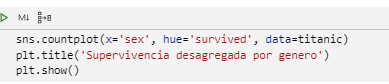 M↓
sns.countplot(x='sex', hue='survived', data=titanic)
plt.title('Supervivencia desagregada por genero')
plt.show()